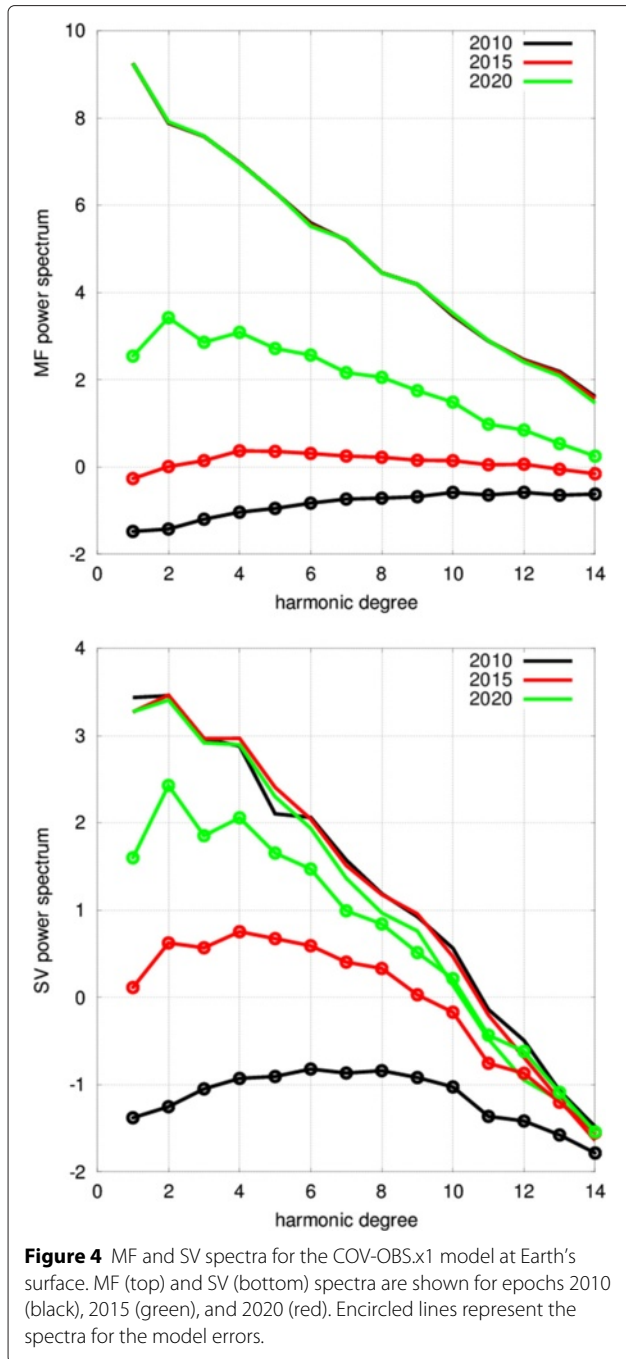 10
8
6
4
2
0
-2
MF power spectrum
2010
2015
2020
0 2 4 6 8 10 12 14
harmonic degree
4
3
2
1
0
-1
-2
SV power spectrum
2010
2015
2020
0 2 4 6 8 10 12 14
harmonic degree
Figure 4 MF and SV spectra for the COV-OBS.x1 model at Earth's
surface. MF (top) and SV (bottom) spectra are shown for epochs 2010
(black), 2015 (green), and 2020 (red). Encircled lines represent the
spectra for the model errors.